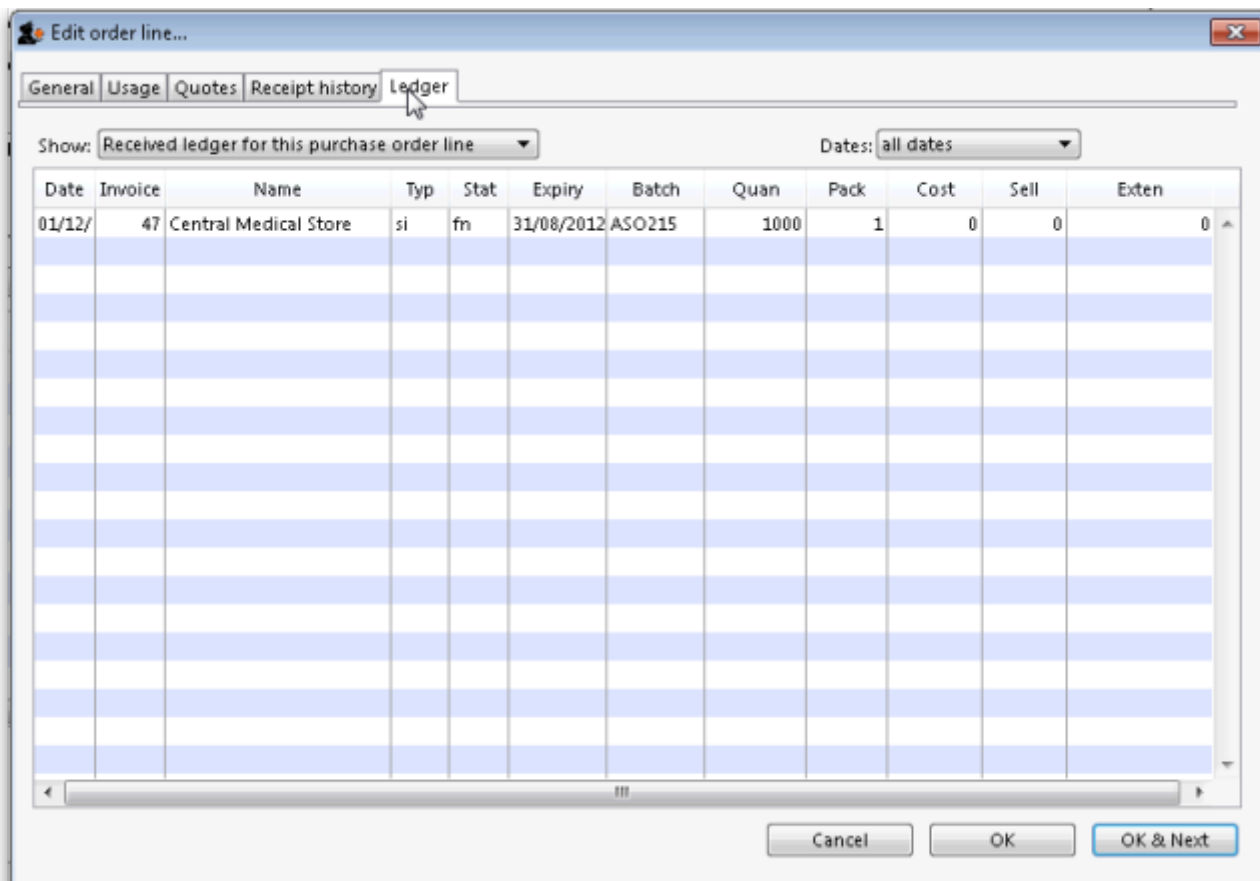 Edit order line...
General Usage Quotes Receipt history Ledger
Show: Received ledger for this purchase order line Dates: all dates
Date Invoice Name Typ Stat Expiry Batch Quan Pack Cost Sell Exten
01/12/ 47 Central Medical Store si fn 31/08/2012 ASO215 1000 1 0 0 0
Cancel OK OK & Next